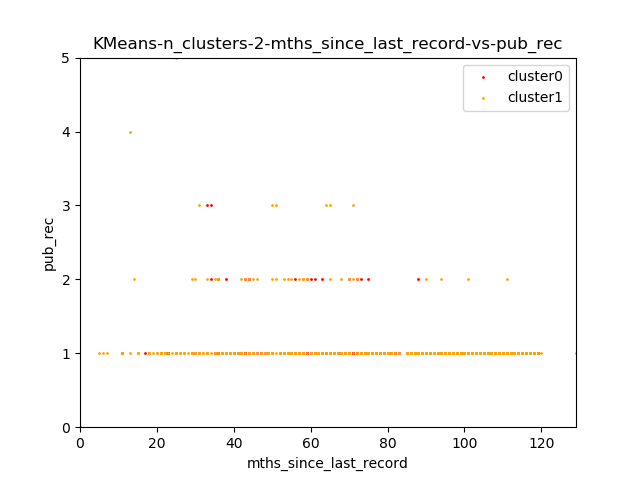 KMeans-n_clusters-2-mths_since_last_record-vs-pub_rec
cluster0
cluster1
5
4
3
2
1
0
pub_rec
0 20 40 60 80 100 120
mths_since_last_record